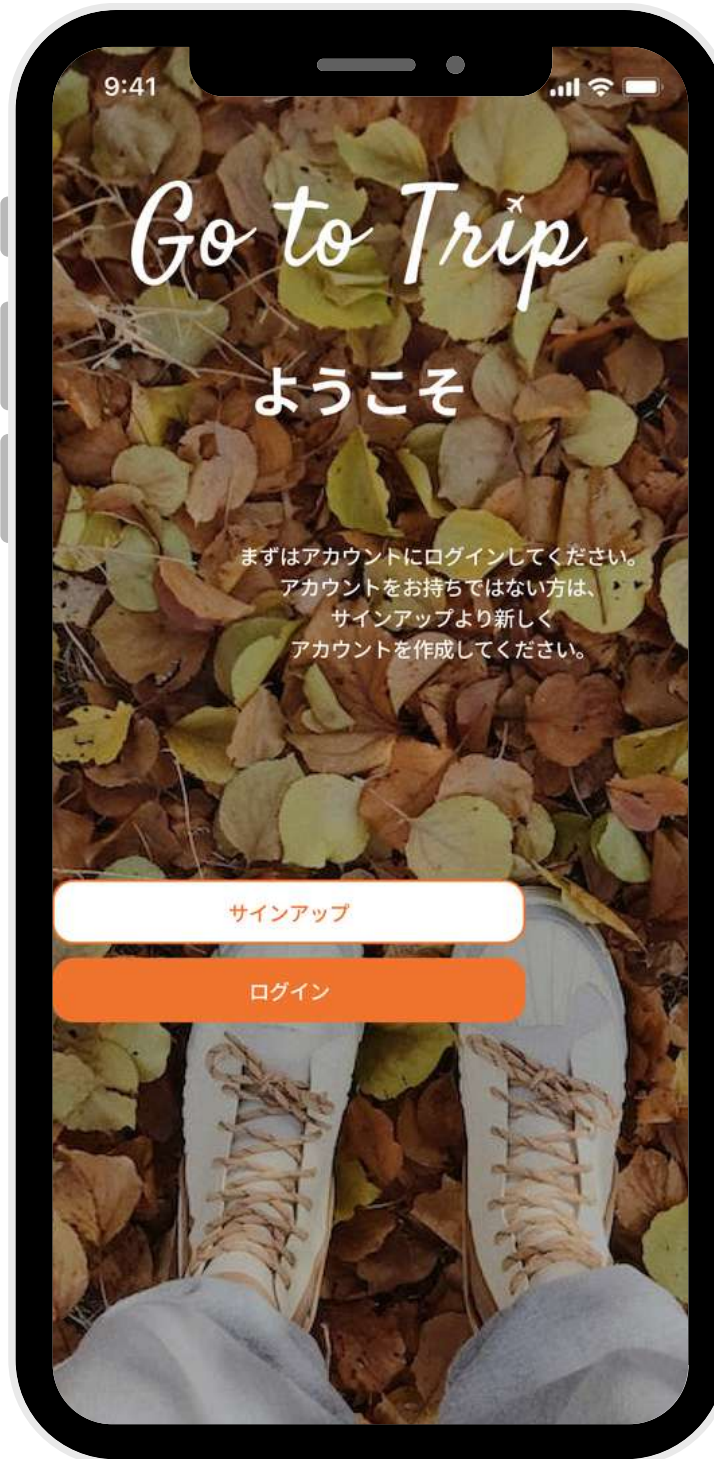 9:41
Go to Trip
ようこそ
まずはアカウントにログインしてください。
アカウントをお持ちではない方は、
サインアップより新しく
アカウントを作成してください。
サインアップ
ログイン